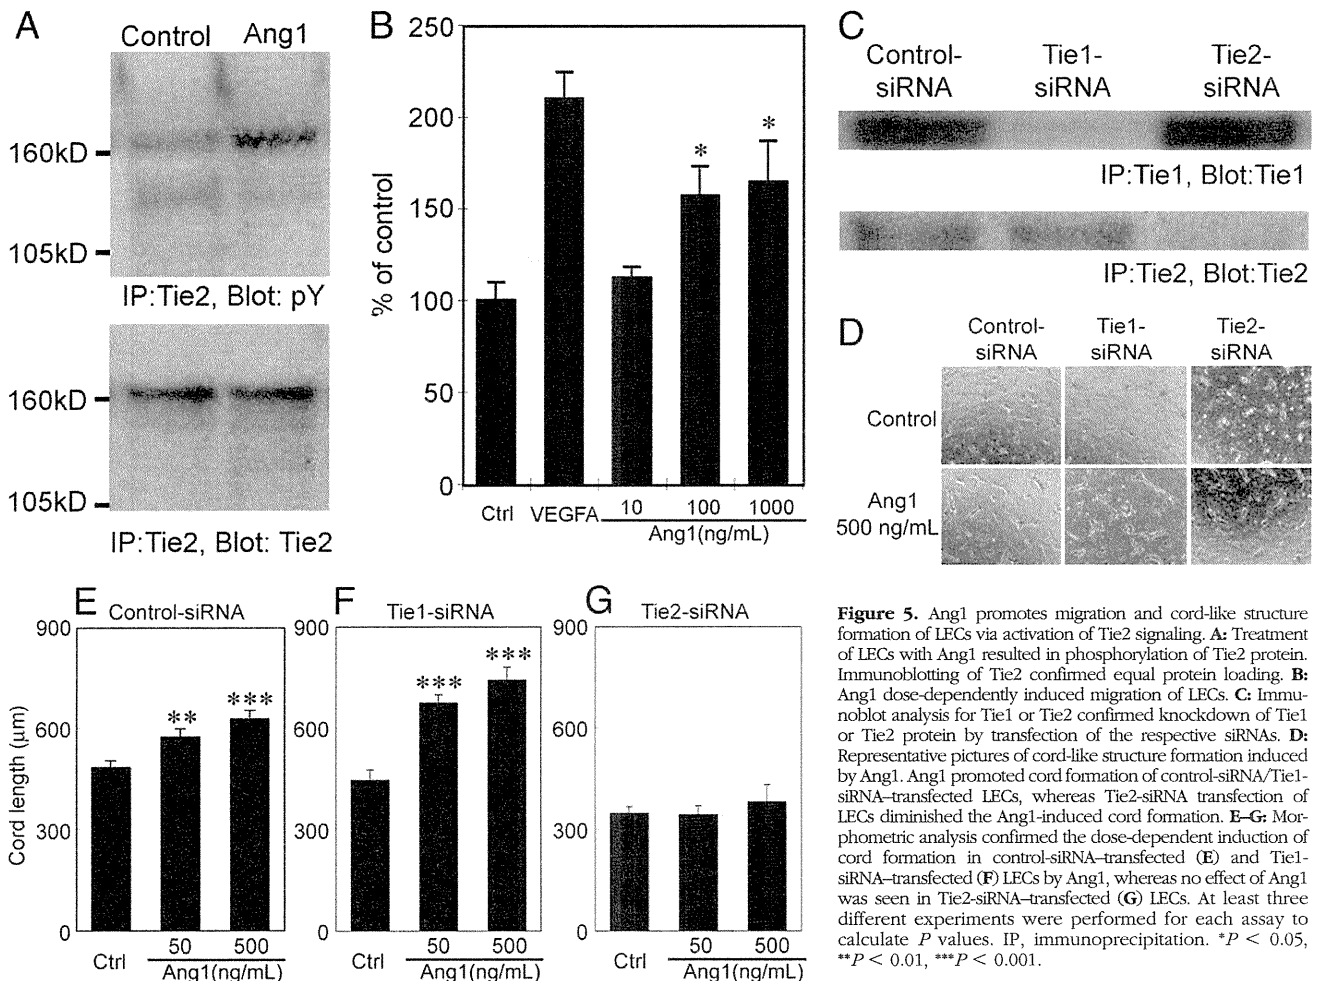 A
Control Ang1
160kD
105kD
IP:Tie2, Blot: pY
160kD
105kD
IP:Tie2, Blot: Tie2
B
% of control
250
200
150
100
50
0
*
*
Ctrl VEGFA 10 100 1000
Ang1(ng/mL)
C
Control-siRNA
Tie1-siRNA
Tie2-siRNA
IP:Tie1, Blot:Tie1
IP:Tie2, Blot:Tie2
D
Control-siRNA
Tie1-siRNA
Tie2-siRNA
Control
Ang1
500 ng/mL
E
Control-siRNA
Cord length (μm)
900
600
300
0
**
***
Ctrl 50 500
Ang1(ng/mL)
F
Tie1-siRNA
900
600
300
0
***
***
Ctrl 50 500
Ang1(ng/mL)
G
Tie2-siRNA
900
600
300
0
Ctrl 50 500
Ang1(ng/mL)
Figure 5. Ang1 promotes migration and cord-like structure
formation of LECs via activation of Tie2 signaling. A: Treatment
of LECs with Ang1 resulted in phosphorylation of Tie2 protein.
Immunoblotting of Tie2 confirmed equal protein loading. B:
Ang1 dose-dependently induced migration of LECs. C: Immu-
noblot analysis for Tie1 or Tie2 confirmed knockdown of Tie1
or Tie2 protein by transfection of the respective siRNAs. D:
Representative pictures of cord-like structure formation induced
by Ang1. Ang1 promoted cord formation of control-siRNA/Tie1-
siRNA–transfected LECs, whereas Tie2-siRNA transfection of
LECs diminished the Ang1-induced cord formation. E–G: Mor-
phometric analysis confirmed the dose-dependent induction of
cord formation in control-siRNA–transfected (E) and Tie1-
siRNA–transfected (F) LECs by Ang1, whereas no effect of Ang1
was seen in Tie2-siRNA–transfected (G) LECs. At least three
different experiments were performed for each assay to
calculate P values. IP, immunoprecipitation. *P < 0.05,
**P < 0.01, ***P < 0.001.